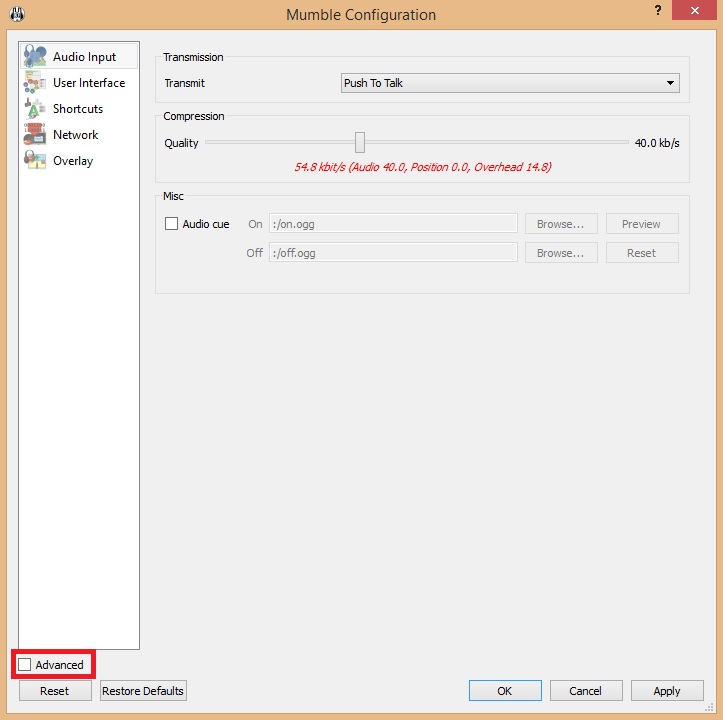 Mumble Configuration
?
Audio Input
User Interface
Shortcuts
Network
Overlay
Transmission
Transmit Push To Talk
Compression
Quality 40.0 kb/s
54.8 kbit/s (Audio 40.0, Position 0.0, Overhead 14.8)
Misc
Audio cue On :/on.ogg Browse... Preview
Off :/off.ogg Browse... Reset
Advanced
Reset Restore Defaults OK Cancel Apply